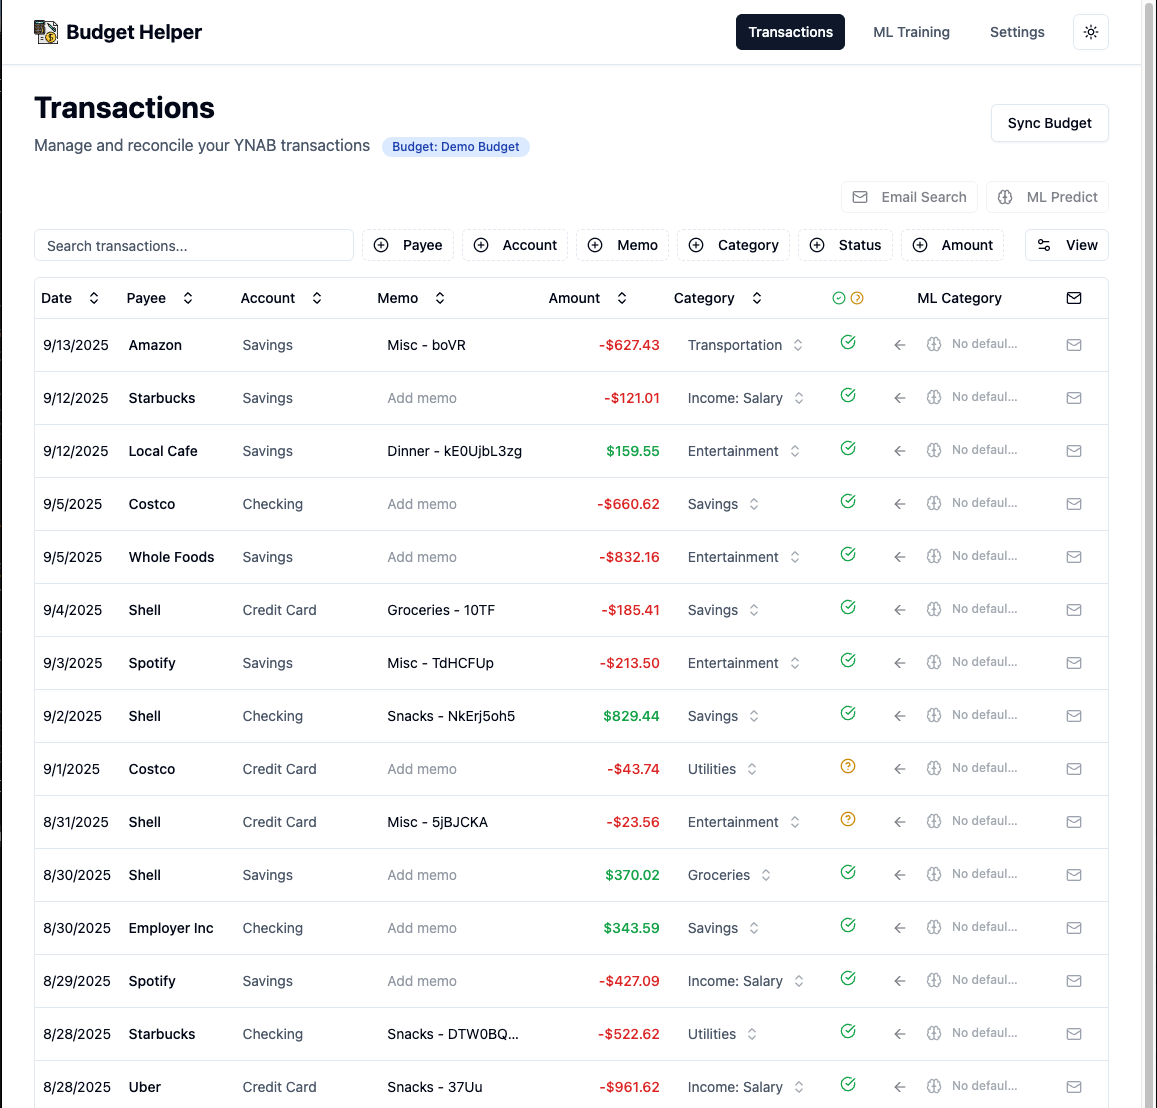 Budget Helper Transactions ML Training Settings
Transactions
Manage and reconcile your YNAB transactions Budget: Demo Budget
Sync Budget
Email Search ML Predict
Search transactions... Payee Account Memo Category Status Amount View
Date Payee Account Memo Amount Category ML Category
9/13/2025 Amazon Savings Misc - boVR -$627.43 Transportation No defaul...
9/12/2025 Starbucks Savings Add memo -$121.01 Income: Salary No defaul...
9/12/2025 Local Cafe Savings Dinner - kE0UjbL3zg $159.55 Entertainment No defaul...
9/5/2025 Costco Checking Add memo -$660.62 Savings No defaul...
9/5/2025 Whole Foods Savings Add memo -$832.16 Entertainment No defaul...
9/4/2025 Shell Credit Card Groceries - 10TF -$185.41 Savings No defaul...
9/3/2025 Spotify Savings Misc - TdHCFUp -$213.50 Entertainment No defaul...
9/2/2025 Shell Checking Snacks - NkErj5oh5 $829.44 Savings No defaul...
9/1/2025 Costco Credit Card Add memo -$43.74 Utilities No defaul...
8/31/2025 Shell Credit Card Misc - 5jBJCKA -$23.56 Entertainment No defaul...
8/30/2025 Shell Savings Add memo $370.02 Groceries No defaul...
8/30/2025 Employer Inc Checking Add memo $343.59 Savings No defaul...
8/29/2025 Spotify Savings Add memo -$427.09 Income: Salary No defaul...
8/28/2025 Starbucks Checking Snacks - DTW0BQ... -$522.62 Utilities No defaul...
8/28/2025 Uber Credit Card Snacks - 37Uu -$961.62 Income: Salary No defaul...